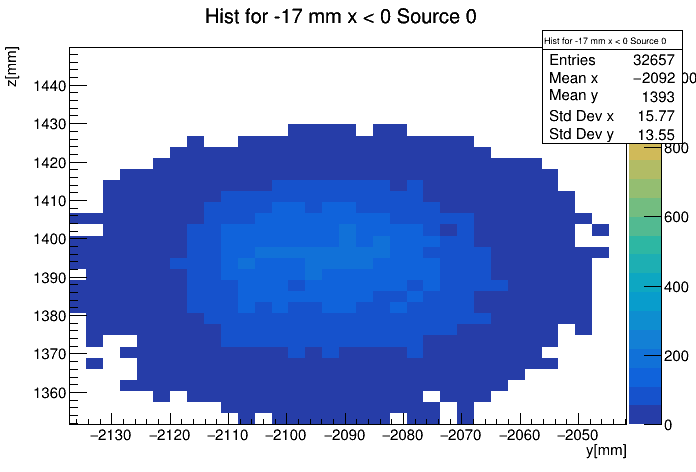 Hist for -17 mm x < 0 Source 0
Hist for -17 mm x < 0 Source 0
Entries 32657
Mean x −2092
Mean y 1393
Std Dev x 15.77
Std Dev y 13.55
z[mm]
1440
1430
1420
1410
1400
1390
1380
1370
1360
−2130 −2120 −2110 −2100 −2090 −2080 −2070 −2060 −2050
y[mm]
800
600
400
200
0